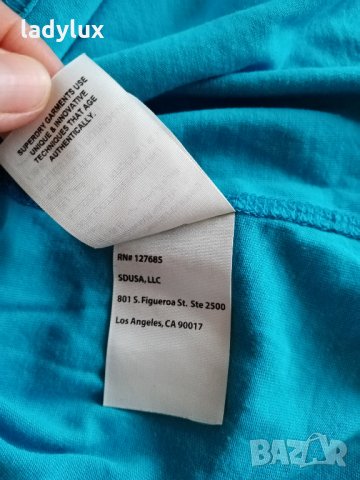 ladylux
SUPERDRY GARMENTS USE
UNIQUE & INNOVATIVE
TECHNIQUES THAT AGE
AUTHENTICALLY.
RN# 127685
SDUSA, LLC
801 S. Figueroa St. Ste 2500
Los Angeles, CA 90017
BAZAR